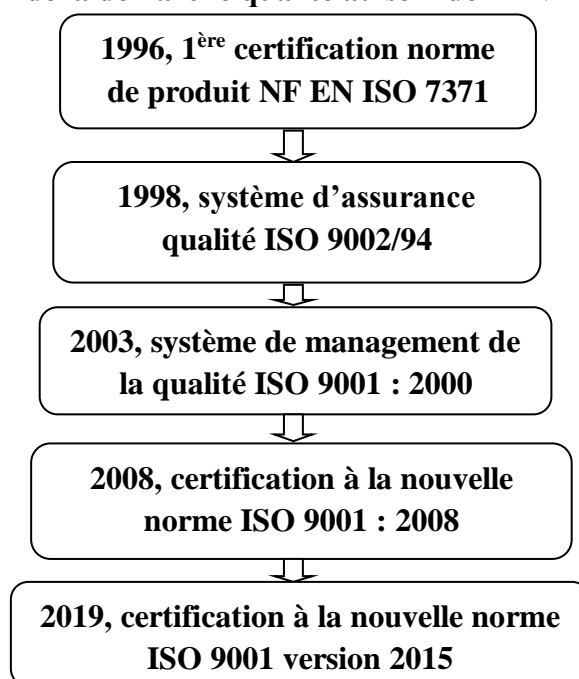 1996, 1ère certification norme
de produit NF EN ISO 7371
1998, système d’assurance
qualité ISO 9002/94
2003, système de management de
la qualité ISO 9001 : 2000
2008, certification à la nouvelle
norme ISO 9001 : 2008
2019, certification à la nouvelle norme
ISO 9001 version 2015